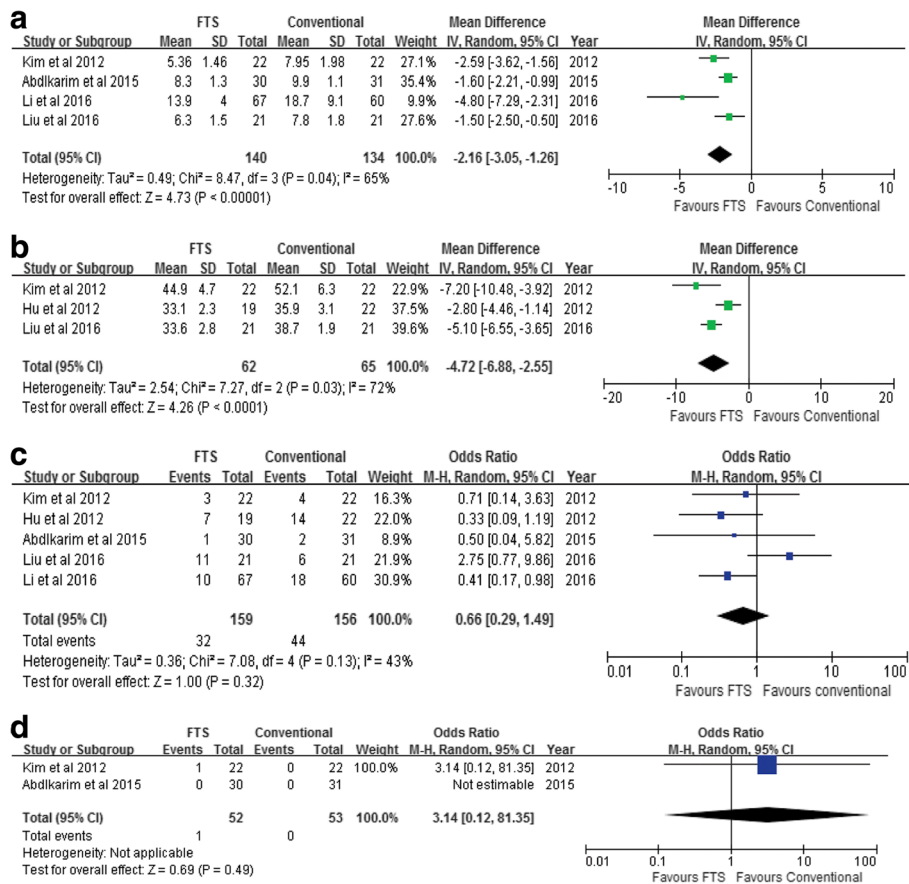 a
FTS Conventional Mean Difference Mean Difference
Study or Subgroup Mean SD Total Mean SD Total Weight IV, Random, 95% CI Year IV, Random, 95% CI
Kim et al 2012 5.36 1.46 22 7.95 1.98 22 27.1% -2.59 [-3.62, -1.56] 2012
Abdlkarim et al 2015 8.3 1.3 30 9.9 1.1 31 35.4% -1.60 [-2.21, -0.99] 2015
Li et al 2016 13.9 4 67 18.7 9.1 60 9.9% -4.80 [-7.29, -2.31] 2016
Liu et al 2016 6.3 1.5 21 7.8 1.8 21 27.6% -1.50 [-2.50, -0.50] 2016
Total (95% CI) 140 134 100.0% -2.16 [-3.05, -1.26]
Heterogeneity: Tau² = 0.49; Chi² = 8.47, df = 3 (P = 0.04); I² = 65%
Test for overall effect: Z = 4.73 (P < 0.00001)
-10 -5 0 5 10
Favours FTS Favours Conventional
b
FTS Conventional Mean Difference Mean Difference
Study or Subgroup Mean SD Total Mean SD Total Weight IV, Random, 95% CI Year IV, Random, 95% CI
Kim et al 2012 44.9 4.7 22 52.1 6.3 22 22.9% -7.20 [-10.48, -3.92] 2012
Hu et al 2012 33.1 2.3 19 35.9 3.1 22 37.5% -2.80 [-4.46, -1.14] 2012
Liu et al 2016 33.6 2.8 21 38.7 1.9 21 39.6% -5.10 [-6.55, -3.65] 2016
Total (95% CI) 62 65 100.0% -4.72 [-6.88, -2.55]
Heterogeneity: Tau² = 2.54; Chi² = 7.27, df = 2 (P = 0.03); I² = 72%
Test for overall effect: Z = 4.26 (P < 0.0001)
-20 -10 0 10 20
Favours FTS Favours Conventional
c
FTS Conventional Odds Ratio Odds Ratio
Study or Subgroup Events Total Events Total Weight M-H, Random, 95% CI Year M-H, Random, 95% CI
Kim et al 2012 3 22 4 22 16.3% 0.71 [0.14, 3.63] 2012
Hu et al 2012 7 19 14 22 22.0% 0.33 [0.09, 1.19] 2012
Abdlkarim et al 2015 1 30 2 31 8.9% 0.50 [0.04, 5.82] 2015
Liu et al 2016 11 21 6 21 21.9% 2.75 [0.77, 9.86] 2016
Li et al 2016 10 67 18 60 30.9% 0.41 [0.17, 0.98] 2016
Total (95% CI) 159 156 100.0% 0.66 [0.29, 1.49]
Total events 32 44
Heterogeneity: Tau² = 0.36; Chi² = 7.08, df = 4 (P = 0.13); I² = 43%
Test for overall effect: Z = 1.00 (P = 0.32)
0.01 0.1 1 10 100
Favours FTS Favours conventional
d
FTS Conventional Odds Ratio Odds Ratio
Study or Subgroup Events Total Events Total Weight M-H, Random, 95% CI Year M-H, Random, 95% CI
Kim et al 2012 1 22 0 22 100.0% 3.14 [0.12, 81.35] 2012
Abdlkarim et al 2015 0 30 0 31 Not estimable 2015
Total (95% CI) 52 53 100.0% 3.14 [0.12, 81.35]
Total events 1 0
Heterogeneity: Not applicable
Test for overall effect: Z = 0.69 (P = 0.49)
0.01 0.1 1 10 100
Favours FTS Favours Conventional